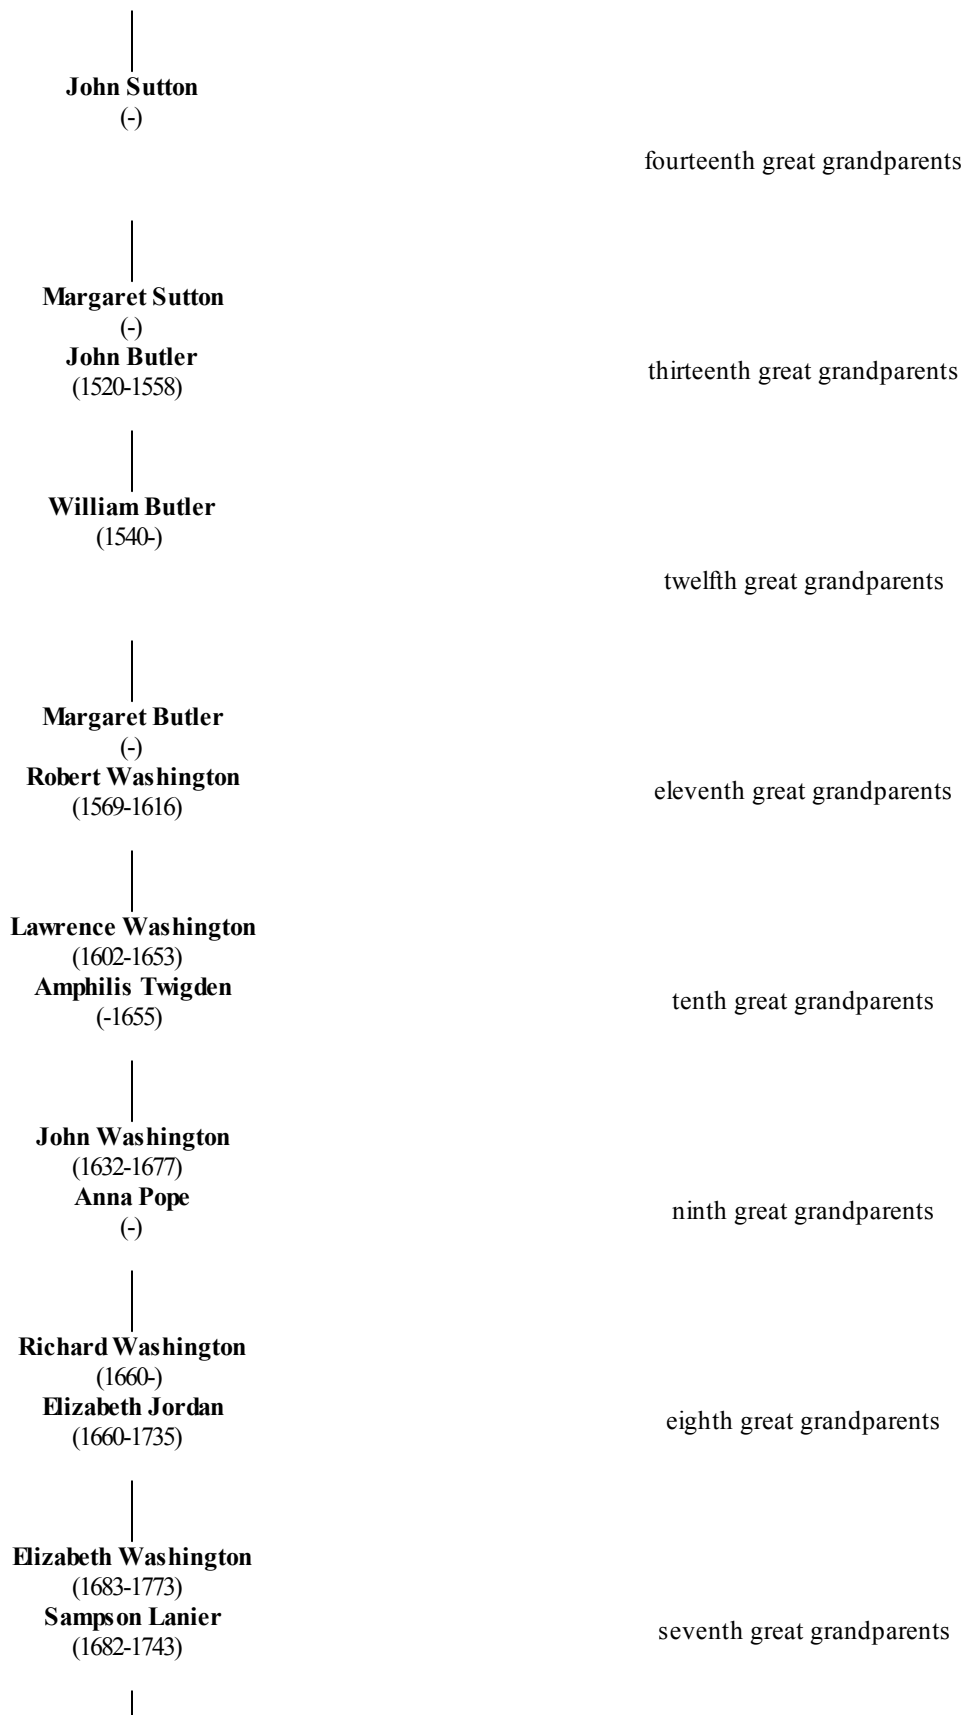 John Sutton
(-)
fourteenth great grandparents
Margaret Sutton
(-)
John Butler
(1520-1558)
thirteenth great grandparents
William Butler
(1540-)
twelfth great grandparents
Margaret Butler
(-)
Robert Washington
(1569-1616)
eleventh great grandparents
Lawrence Washington
(1602-1653)
Amphilis Twigden
(-1655)
tenth great grandparents
John Washington
(1632-1677)
Anna Pope
(-)
ninth great grandparents
Richard Washington
(1660-)
Elizabeth Jordan
(1660-1735)
eighth great grandparents
Elizabeth Washington
(1683-1773)
Sampson Lanier
(1682-1743)
seventh great grandparents